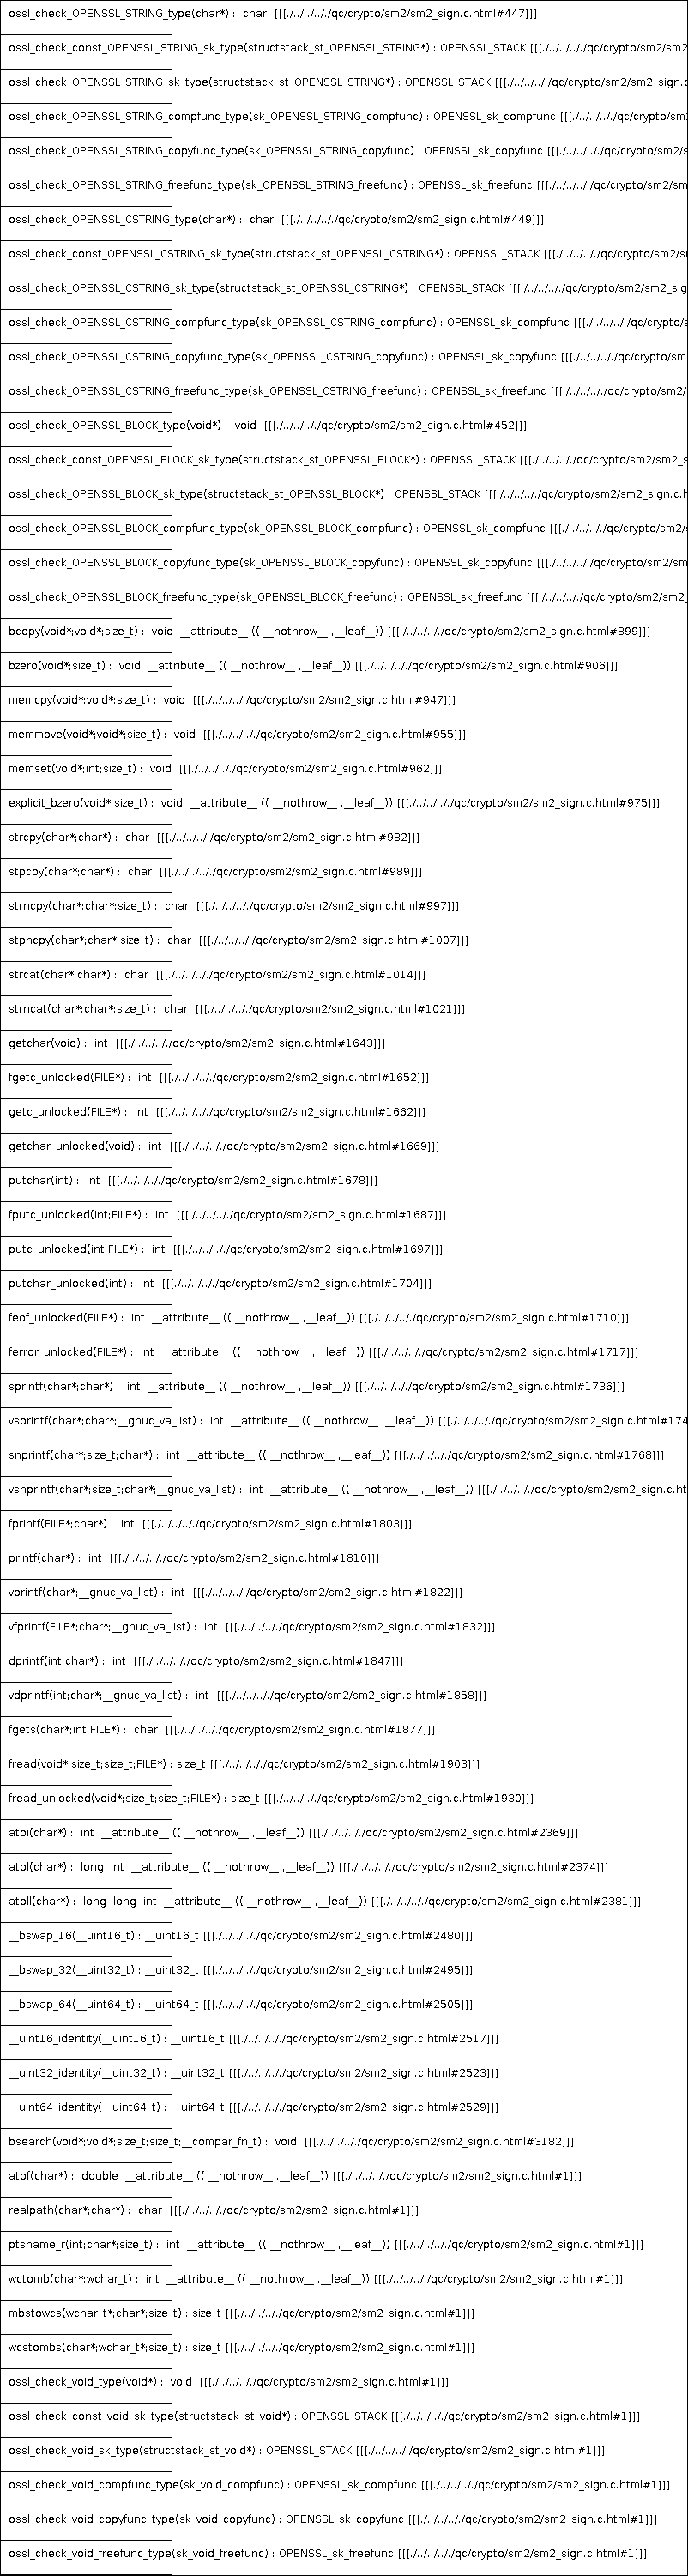 ossl_check_OPENSSL_STRING_type(char*) : char [[[./../../../qc/crypto/sm2/sm2_sign.c.html#447]]]
ossl_check_const_OPENSSL_STRING_sk_type(structstack_st_OPENSSL_STRING*) : OPENSSL_STACK [[[./../../../qc/crypto/sm2/sm2
ossl_check_OPENSSL_STRING_sk_type(structstack_st_OPENSSL_STRING*) : OPENSSL_STACK [[[./../../../qc/crypto/sm2/sm2_sign.c
ossl_check_OPENSSL_STRING_compfunc_type(sk_OPENSSL_STRING_compfunc) : OPENSSL_sk_compfunc [[[./../../../qc/crypto/sm2/sm
ossl_check_OPENSSL_STRING_copyfunc_type(sk_OPENSSL_STRING_copyfunc) : OPENSSL_sk_copyfunc [[[./../../../qc/crypto/sm2/s
ossl_check_OPENSSL_STRING_freefunc_type(sk_OPENSSL_STRING_freefunc) : OPENSSL_sk_freefunc [[[./../../../qc/crypto/sm2/sm
ossl_check_OPENSSL_CSTRING_type(char*) : char [[[./../../../qc/crypto/sm2/sm2_sign.c.html#449]]]
ossl_check_const_OPENSSL_CSTRING_sk_type(structstack_st_OPENSSL_CSTRING*) : OPENSSL_STACK [[[./../../../qc/crypto/sm2/s
ossl_check_OPENSSL_CSTRING_sk_type(structstack_st_OPENSSL_CSTRING*) : OPENSSL_STACK [[[./../../../qc/crypto/sm2/sm2_sig
ossl_check_OPENSSL_CSTRING_compfunc_type(sk_OPENSSL_CSTRING_compfunc) : OPENSSL_sk_compfunc [[[./../../../qc/crypto/s
ossl_check_OPENSSL_CSTRING_copyfunc_type(sk_OPENSSL_CSTRING_copyfunc) : OPENSSL_sk_copyfunc [[[./../../../qc/crypto/sm
ossl_check_OPENSSL_CSTRING_freefunc_type(sk_OPENSSL_CSTRING_freefunc) : OPENSSL_sk_freefunc [[[./../../../qc/crypto/sm2/
ossl_check_OPENSSL_BLOCK_type(void*) : void [[[./../../../qc/crypto/sm2/sm2_sign.c.html#452]]]
ossl_check_const_OPENSSL_BLOCK_sk_type(structstack_st_OPENSSL_BLOCK*) : OPENSSL_STACK [[[./../../../qc/crypto/sm2/sm2_s
ossl_check_OPENSSL_BLOCK_sk_type(structstack_st_OPENSSL_BLOCK*) : OPENSSL_STACK [[[./../../../qc/crypto/sm2/sm2_sign.c.h
ossl_check_OPENSSL_BLOCK_compfunc_type(sk_OPENSSL_BLOCK_compfunc) : OPENSSL_sk_compfunc [[[./../../../qc/crypto/sm2/s
ossl_check_OPENSSL_BLOCK_copyfunc_type(sk_OPENSSL_BLOCK_copyfunc) : OPENSSL_sk_copyfunc [[[./../../../qc/crypto/sm2/sm
ossl_check_OPENSSL_BLOCK_freefunc_type(sk_OPENSSL_BLOCK_freefunc) : OPENSSL_sk_freefunc [[[./../../../qc/crypto/sm2/sm2_
bcopy(void*;void*;size_t) : void __attribute__ (( __nothrow__ ,__leaf__)) [[[./../../../qc/crypto/sm2/sm2_sign.c.html#899]]]
bzero(void*;size_t) : void __attribute__ (( __nothrow__ ,__leaf__)) [[[./../../../qc/crypto/sm2/sm2_sign.c.html#906]]]
memcpy(void*;void*;size_t) : void [[[./../../../qc/crypto/sm2/sm2_sign.c.html#947]]]
memmove(void*;void*;size_t) : void [[[./../../../qc/crypto/sm2/sm2_sign.c.html#955]]]
memset(void*;int;size_t) : void [[[./../../../qc/crypto/sm2/sm2_sign.c.html#962]]]
explicit_bzero(void*;size_t) : void __attribute__ (( __nothrow__ ,__leaf__)) [[[./../../../qc/crypto/sm2/sm2_sign.c.html#975]]]
strcpy(char*;char*) : char [[[./../../../qc/crypto/sm2/sm2_sign.c.html#982]]]
stpcpy(char*;char*) : char [[[./../../../qc/crypto/sm2/sm2_sign.c.html#989]]]
strncpy(char*;char*;size_t) : char [[[./../../../qc/crypto/sm2/sm2_sign.c.html#997]]]
stpncpy(char*;char*;size_t) : char [[[./../../../qc/crypto/sm2/sm2_sign.c.html#1007]]]
strcat(char*;char*) : char [[[./../../../qc/crypto/sm2/sm2_sign.c.html#1014]]]
strncat(char*;char*;size_t) : char [[[./../../../qc/crypto/sm2/sm2_sign.c.html#1021]]]
getchar(void) : int [[[./../../../qc/crypto/sm2/sm2_sign.c.html#1643]]]
fgetc_unlocked(FILE*) : int [[[./../../../qc/crypto/sm2/sm2_sign.c.html#1652]]]
getc_unlocked(FILE*) : int [[[./../../../qc/crypto/sm2/sm2_sign.c.html#1662]]]
getchar_unlocked(void) : int [[[./../../../qc/crypto/sm2/sm2_sign.c.html#1669]]]
putchar(int) : int [[[./../../../qc/crypto/sm2/sm2_sign.c.html#1678]]]
fputc_unlocked(int;FILE*) : int [[[./../../../qc/crypto/sm2/sm2_sign.c.html#1687]]]
putc_unlocked(int;FILE*) : int [[[./../../../qc/crypto/sm2/sm2_sign.c.html#1697]]]
putchar_unlocked(int) : int [[[./../../../qc/crypto/sm2/sm2_sign.c.html#1704]]]
feof_unlocked(FILE*) : int __attribute__ (( __nothrow__ ,__leaf__)) [[[./../../../qc/crypto/sm2/sm2_sign.c.html#1710]]]
ferror_unlocked(FILE*) : int __attribute__ (( __nothrow__ ,__leaf__)) [[[./../../../qc/crypto/sm2/sm2_sign.c.html#1717]]]
sprintf(char*;char*) : int __attribute__ (( __nothrow__ ,__leaf__)) [[[./../../../qc/crypto/sm2/sm2_sign.c.html#1736]]]
vsprintf(char*;char*;__gnuc_va_list) : int __attribute__ (( __nothrow__ ,__leaf__)) [[[./../../../qc/crypto/sm2/sm2_sign.c.html#174
snprintf(char*;size_t;char*) : int __attribute__ (( __nothrow__ ,__leaf__)) [[[./../../../qc/crypto/sm2/sm2_sign.c.html#1768]]]
vsnprintf(char*;size_t;char*;__gnuc_va_list) : int __attribute__ (( __nothrow__ ,__leaf__)) [[[./../../../qc/crypto/sm2/sm2_sign.c.ht
fprintf(FILE*;char*) : int [[[./../../../qc/crypto/sm2/sm2_sign.c.html#1803]]]
printf(char*) : int [[[./../../../qc/crypto/sm2/sm2_sign.c.html#1810]]]
vprintf(char*;__gnuc_va_list) : int [[[./../../../qc/crypto/sm2/sm2_sign.c.html#1822]]]
vfprintf(FILE*;char*;__gnuc_va_list) : int [[[./../../../qc/crypto/sm2/sm2_sign.c.html#1832]]]
dprintf(int;char*) : int [[[./../../../qc/crypto/sm2/sm2_sign.c.html#1847]]]
vdprintf(int;char*;__gnuc_va_list) : int [[[./../../../qc/crypto/sm2/sm2_sign.c.html#1858]]]
fgets(char*;int;FILE*) : char [[[./../../../qc/crypto/sm2/sm2_sign.c.html#1877]]]
fread(void*;size_t;size_t;FILE*) : size_t [[[./../../../qc/crypto/sm2/sm2_sign.c.html#1903]]]
fread_unlocked(void*;size_t;size_t;FILE*) : size_t [[[./../../../qc/crypto/sm2/sm2_sign.c.html#1930]]]
atoi(char*) : int __attribute__ (( __nothrow__ ,__leaf__)) [[[./../../../qc/crypto/sm2/sm2_sign.c.html#2369]]]
atol(char*) : long int __attribute__ (( __nothrow__ ,__leaf__)) [[[./../../../qc/crypto/sm2/sm2_sign.c.html#2374]]]
atoll(char*) : long long int __attribute__ (( __nothrow__ ,__leaf__)) [[[./../../../qc/crypto/sm2/sm2_sign.c.html#2381]]]
__bswap_16(__uint16_t) : __uint16_t [[[./../../../qc/crypto/sm2/sm2_sign.c.html#2480]]]
__bswap_32(__uint32_t) : __uint32_t [[[./../../../qc/crypto/sm2/sm2_sign.c.html#2495]]]
__bswap_64(__uint64_t) : __uint64_t [[[./../../../qc/crypto/sm2/sm2_sign.c.html#2505]]]
__uint16_identity(__uint16_t) : __uint16_t [[[./../../../qc/crypto/sm2/sm2_sign.c.html#2517]]]
__uint32_identity(__uint32_t) : __uint32_t [[[./../../../qc/crypto/sm2/sm2_sign.c.html#2523]]]
__uint64_identity(__uint64_t) : __uint64_t [[[./../../../qc/crypto/sm2/sm2_sign.c.html#2529]]]
bsearch(void*;void*;size_t;size_t;__compar_fn_t) : void [[[./../../../qc/crypto/sm2/sm2_sign.c.html#3182]]]
atof(char*) : double __attribute__ (( __nothrow__ ,__leaf__)) [[[./../../../qc/crypto/sm2/sm2_sign.c.html#1]]]
realpath(char*;char*) : char [[[./../../../qc/crypto/sm2/sm2_sign.c.html#1]]]
ptsname_r(int;char*;size_t) : int __attribute__ (( __nothrow__ ,__leaf__)) [[[./../../../qc/crypto/sm2/sm2_sign.c.html#1]]]
wctomb(char*;wchar_t) : int __attribute__ (( __nothrow__ ,__leaf__)) [[[./../../../qc/crypto/sm2/sm2_sign.c.html#1]]]
mbstowcs(wchar_t*;char*;size_t) : size_t [[[./../../../qc/crypto/sm2/sm2_sign.c.html#1]]]
wcstombs(char*;wchar_t*;size_t) : size_t [[[./../../../qc/crypto/sm2/sm2_sign.c.html#1]]]
ossl_check_void_type(void*) : void [[[./../../../qc/crypto/sm2/sm2_sign.c.html#1]]]
ossl_check_const_void_sk_type(structstack_st_void*) : OPENSSL_STACK [[[./../../../qc/crypto/sm2/sm2_sign.c.html#1]]]
ossl_check_void_sk_type(structstack_st_void*) : OPENSSL_STACK [[[./../../../qc/crypto/sm2/sm2_sign.c.html#1]]]
ossl_check_void_compfunc_type(sk_void_compfunc) : OPENSSL_sk_compfunc [[[./../../../qc/crypto/sm2/sm2_sign.c.html#1]]]
ossl_check_void_copyfunc_type(sk_void_copyfunc) : OPENSSL_sk_copyfunc [[[./../../../qc/crypto/sm2/sm2_sign.c.html#1]]]
ossl_check_void_freefunc_type(sk_void_freefunc) : OPENSSL_sk_freefunc [[[./../../../qc/crypto/sm2/sm2_sign.c.html#1]]]